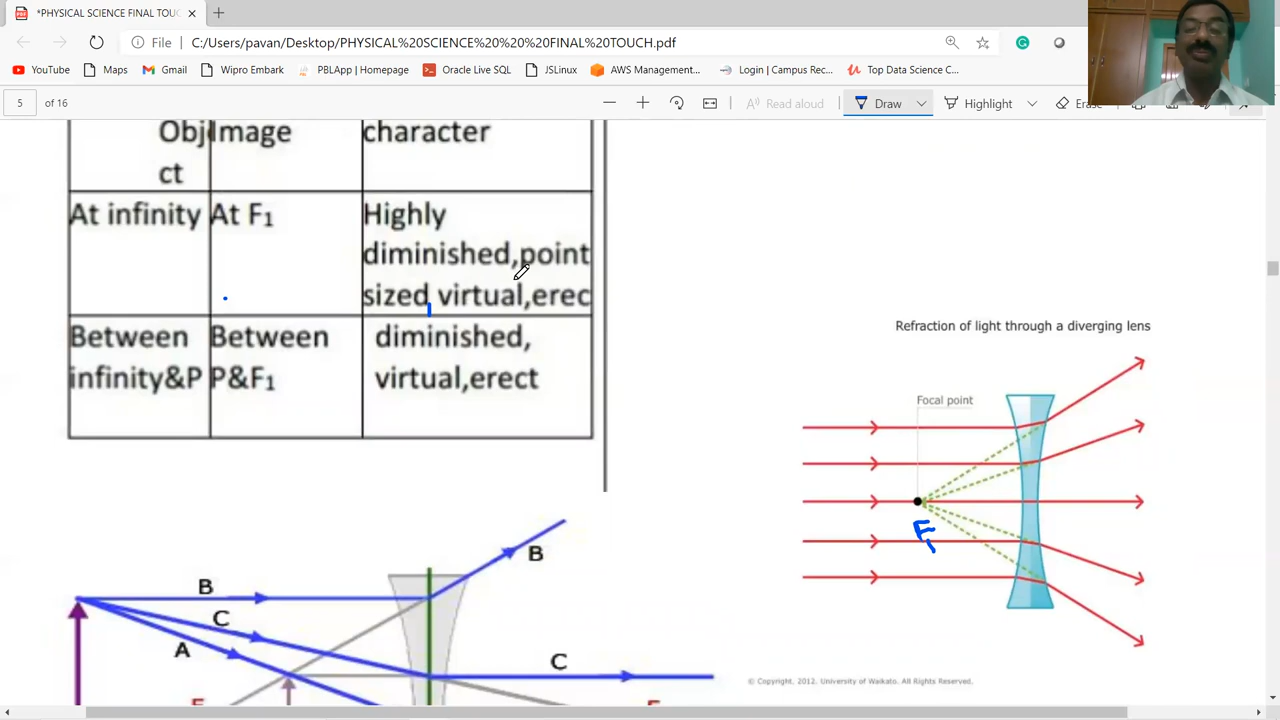 *PHYSICAL SCIENCE FINAL TOUCH
File C:/Users/pavan/Desktop/PHYSICAL%20SCIENCE%20%20%20FINAL%20TOUCH.pdf
YouTube Maps Gmail Wipro Embark PBLApp | Homepage Oracle Live SQL JSLinux AWS Management... Login | Campus Rec... Top Data Science C...
5 of 16 Read aloud Draw Highlight Erase
Obj Image character
ct
At infinity At F₁ Highly
diminished,point
sized virtual,erec
Between Between diminished,
infinity&P P&F₁ virtual,erect
Refraction of light through a diverging lens
Focal point
F₁
B
B
C
A
C
F
F
© Copyright, 2012. University of Waikato. All Rights Reserved.